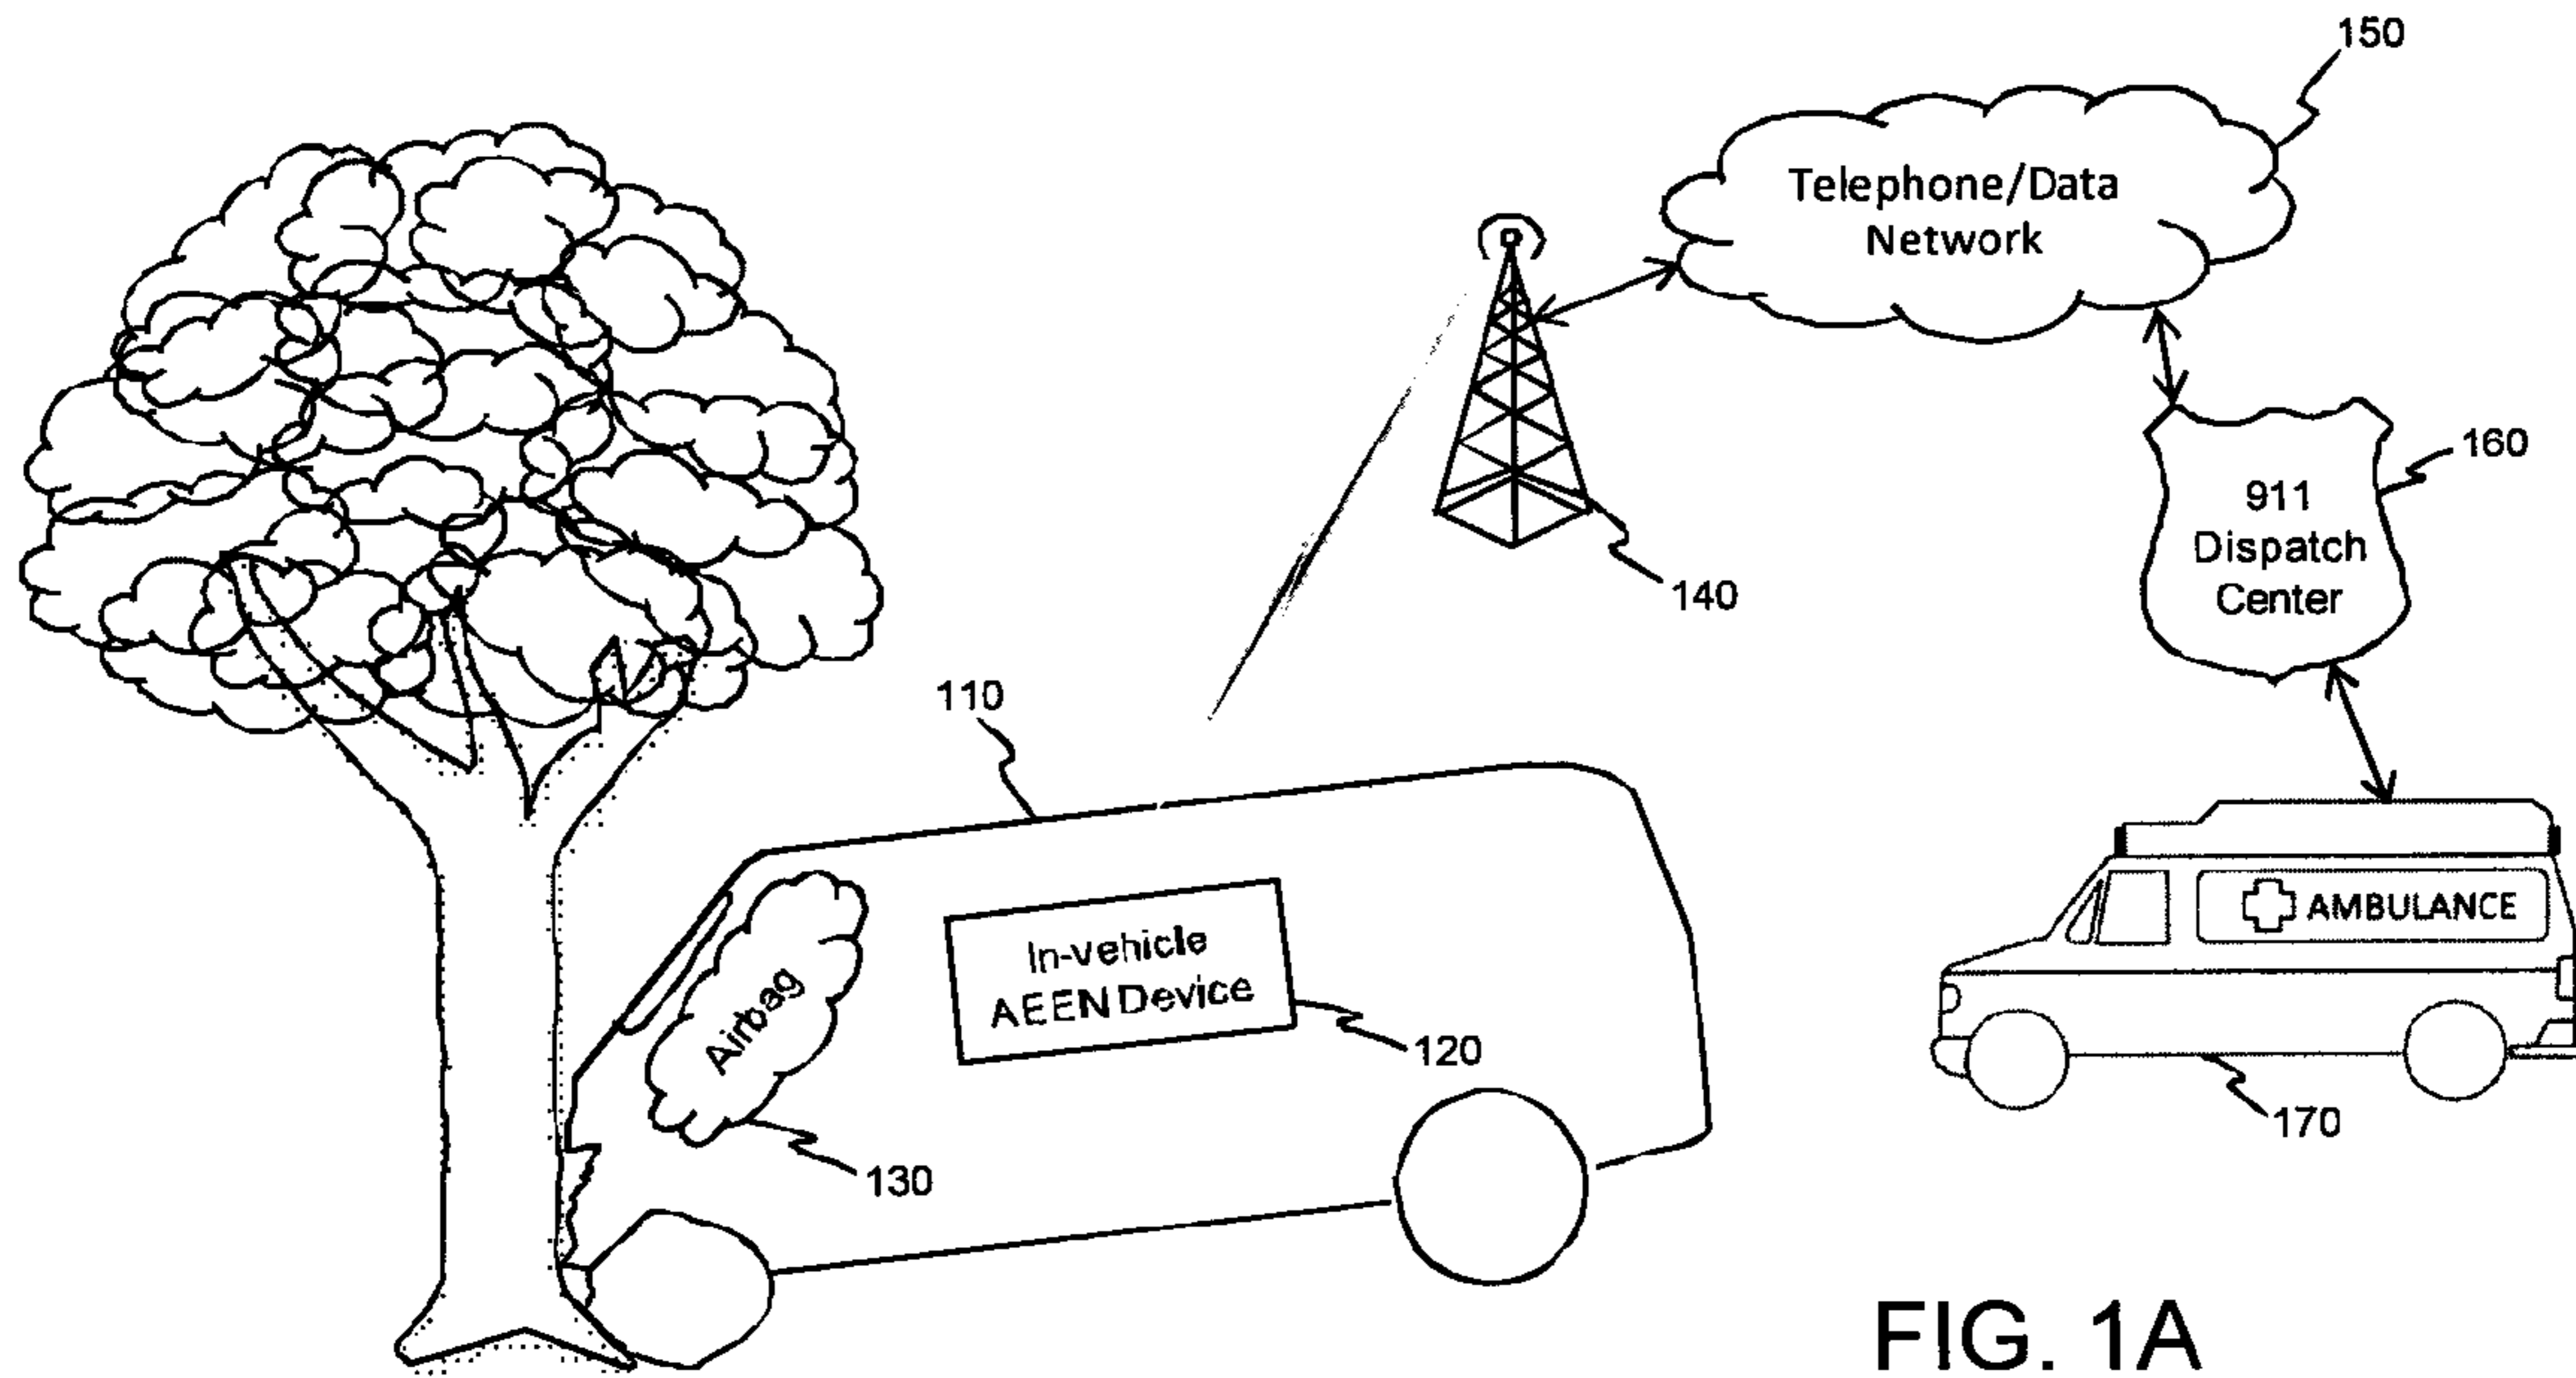 150
Telephone/Data
Network
160
911
Dispatch
Center
140
110
AMBULANCE
In-vehicle
AEEN Device
Airbag
120
170
130
FIG. 1A